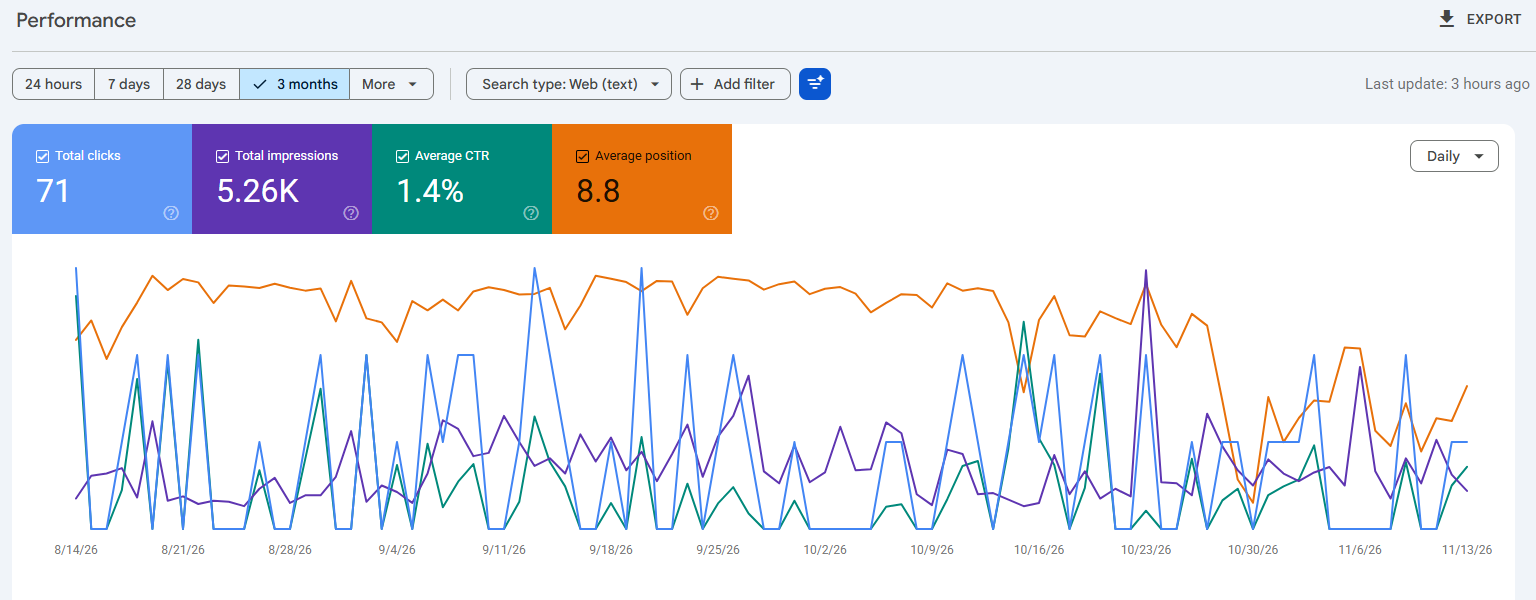 Performance
EXPORT
24 hours 7 days 28 days 3 months More
Search type: Web (text) Add filter
Last update: 3 hours ago
Total clicks
71
Total impressions
5.26K
Average CTR
1.4%
Average position
8.8
Daily
8/14/26 8/21/26 8/28/26 9/4/26 9/11/26 9/18/26 9/25/26 10/2/26 10/9/26 10/16/26 10/23/26 10/30/26 11/6/26 11/13/26